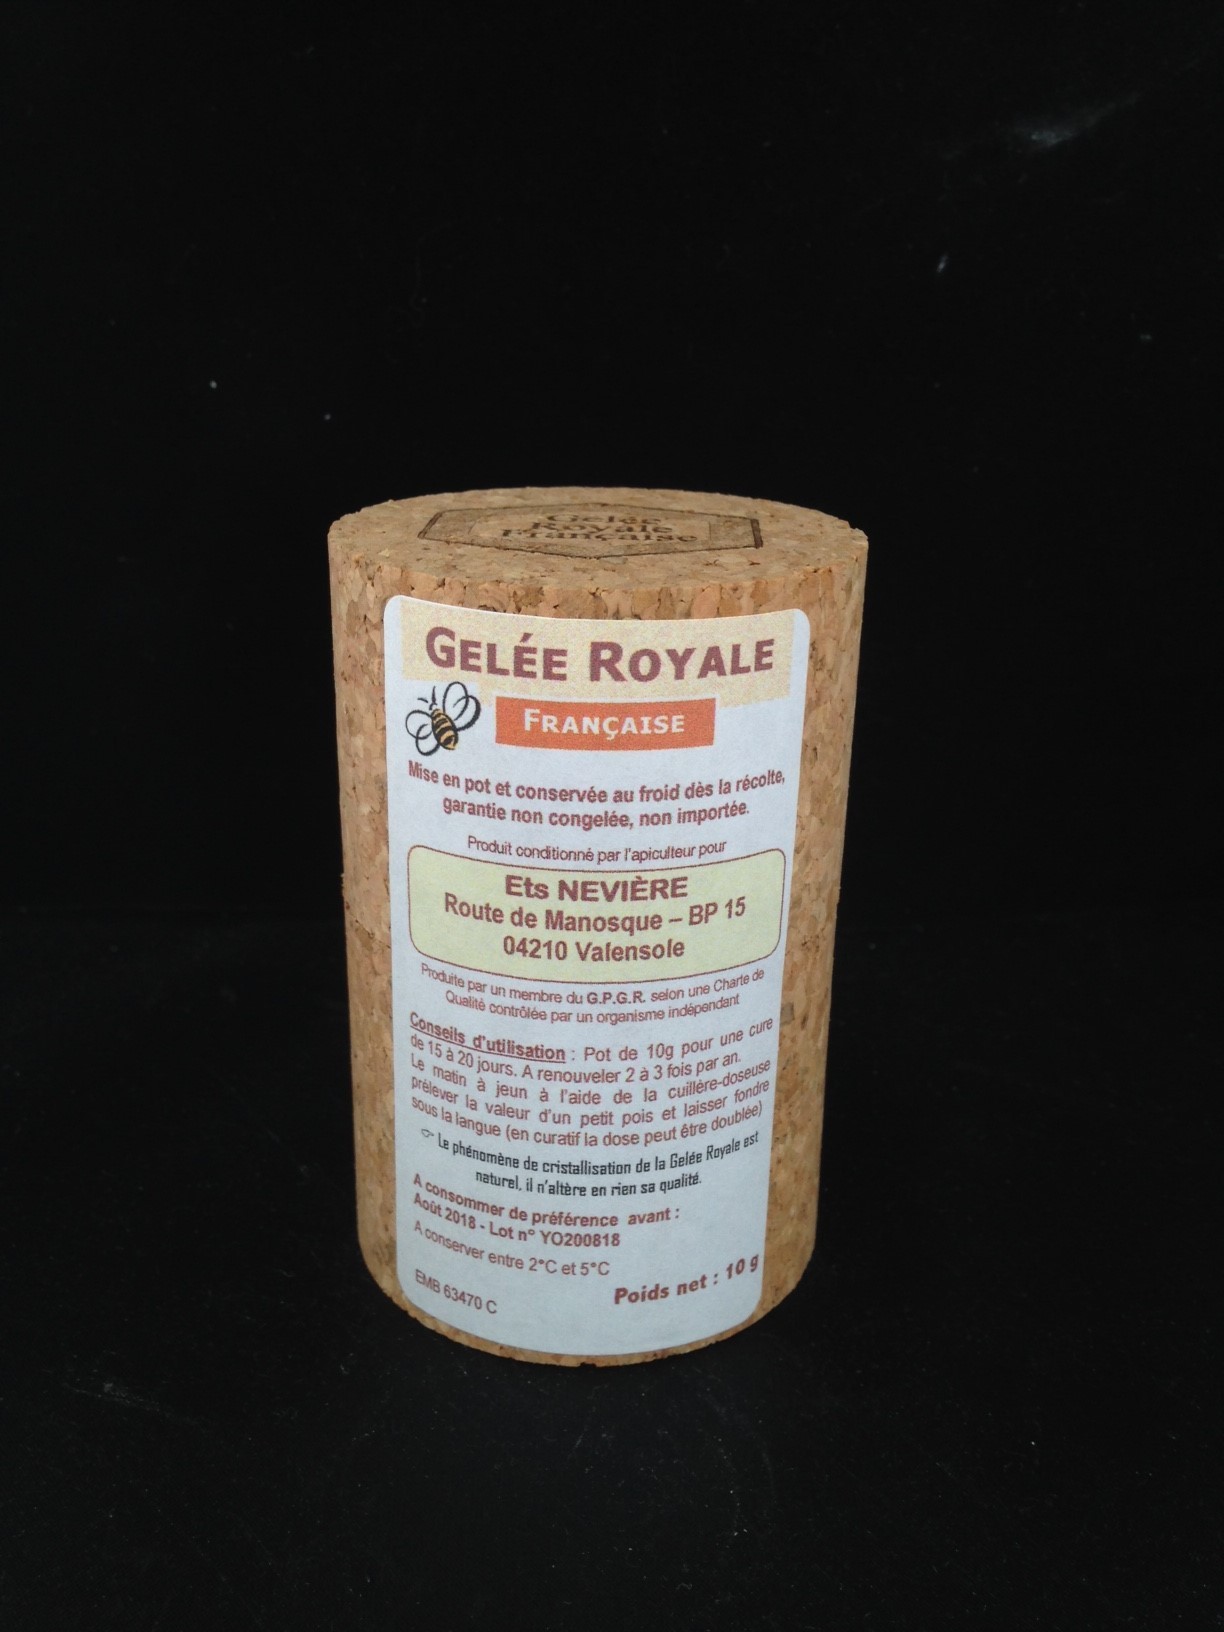 Gelée
Royale
Française
GELÉE ROYALE
FRANÇAISE
Mise en pot et conservée au froid dès la récolte,
garantie non congelée, non importée.
Produit conditionné par l'apiculteur pour
Ets NEVIÈRE
Route de Manosque – BP 15
04210 Valensole
Produite par un membre du G.P.G.R. selon une Charte de
Qualité contrôlée par un organisme indépendant
Conseils d'utilisation : Pot de 10g pour une cure
de 15 à 20 jours. A renouveler 2 à 3 fois par an.
Le matin à jeun à l'aide de la cuillère-doseuse
prélever la valeur d'un petit pois et laisser fondre
sous la langue (en curatif la dose peut être doublée)
☞ Le phénomène de cristallisation de la Gelée Royale est
naturel, il n'altère en rien sa qualité.
A consommer de préférence avant :
Août 2018 - Lot n° YO200818
A conserver entre 2°C et 5°C
EMB 63470 C
Poids net : 10 g